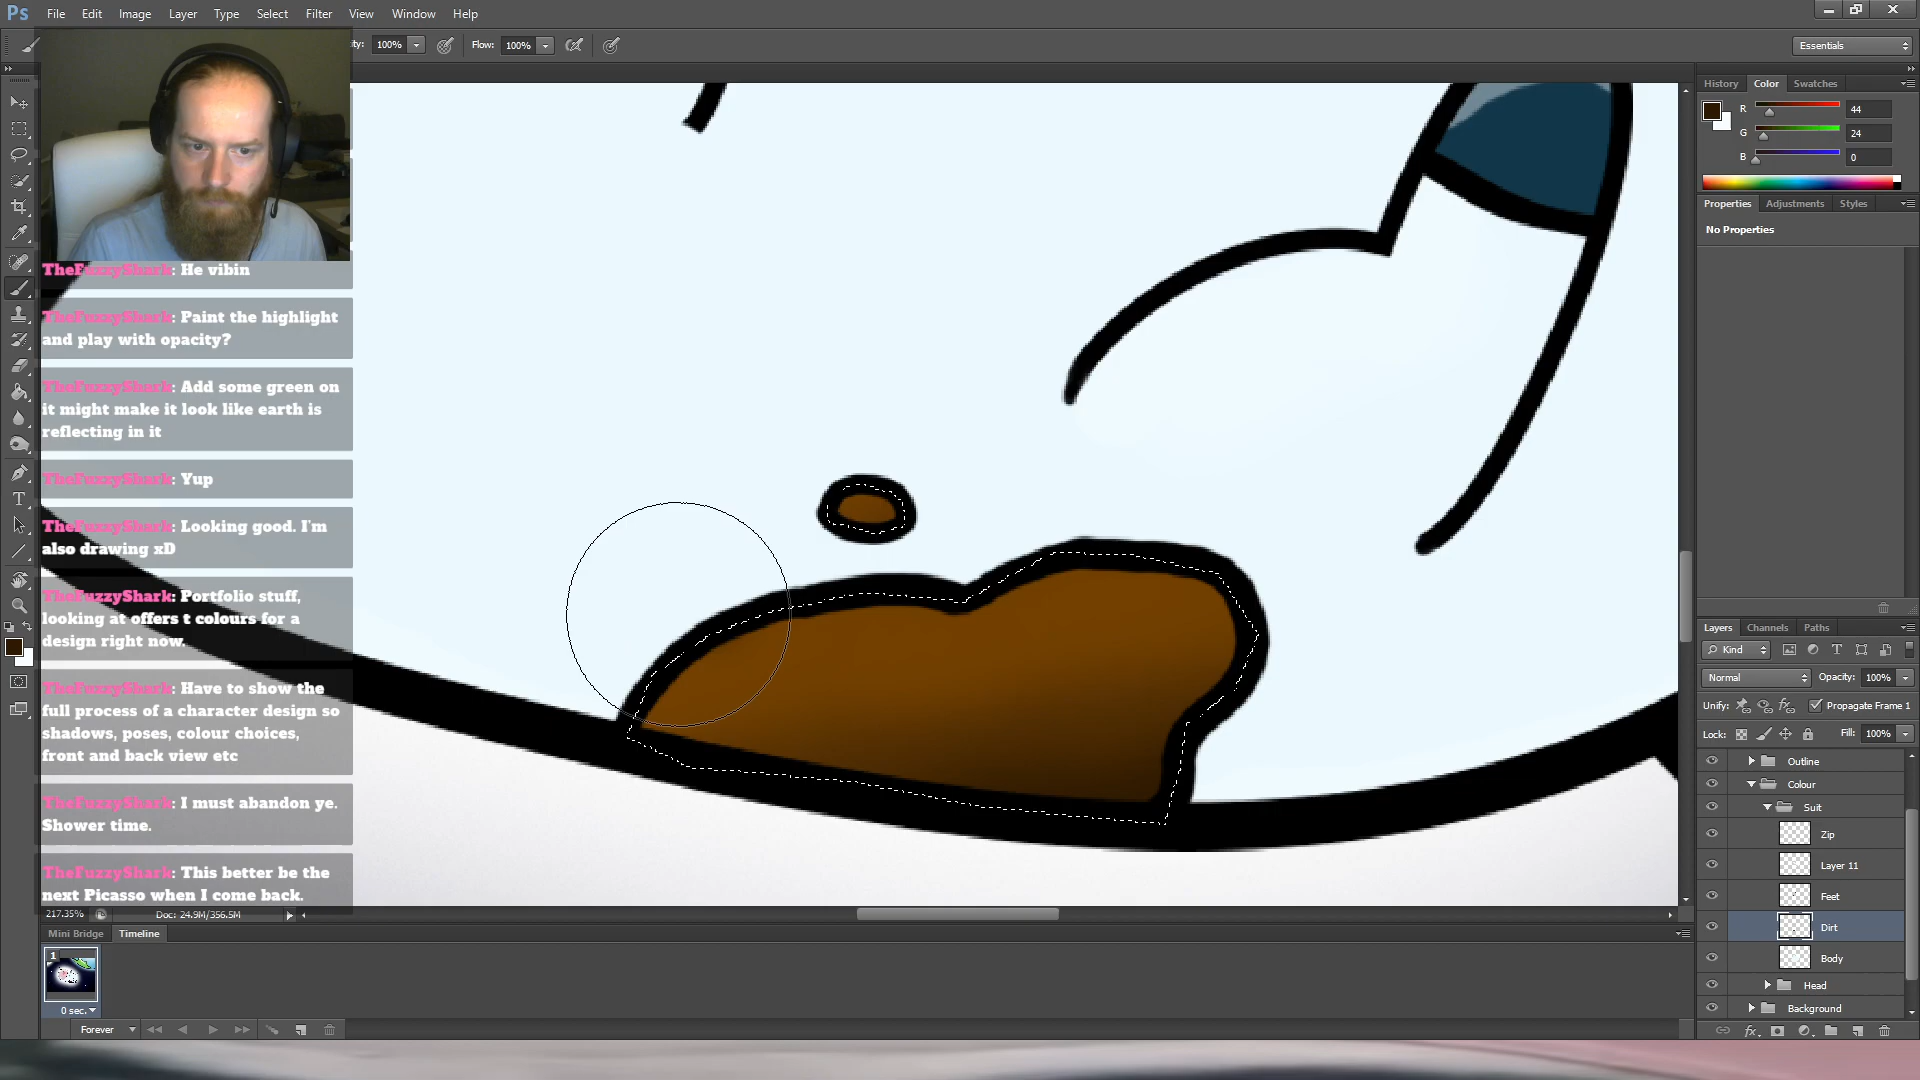 Ps File Edit Image Layer Type Select Filter View Window Help
100% Flow: 100% Essentials
History Color Swatches
R 44
G 24
B 0
Properties Adjustments Styles
No Properties
TheFuzzyShark: He vibin
TheFuzzyShark: Paint the highlight
and play with opacity?
TheFuzzyShark: Add some green on
it might make it look like earth is
reflecting in it
TheFuzzyShark: Yup
TheFuzzyShark: Looking good. I'm
also drawing xD
TheFuzzyShark: Portfolio stuff,
looking at offers t colours for a
design right now.
TheFuzzyShark: Have to show the
full process of a character design so
shadows, poses, colour choices,
front and back view etc
TheFuzzyShark: I must abandon ye.
Shower time.
TheFuzzyShark: This better be the
next Picasso when I come back.
Layers Channels Paths
Kind
Normal Opacity: 100%
Unify: Propagate Frame 1
Lock: Fill: 100%
Outline
Colour
Suit
Zip
Layer 11
Feet
Dirt
Body
Head
Background
217.35% Doc: 24.9M/356.5M
Mini Bridge Timeline
1
0 sec.
Forever